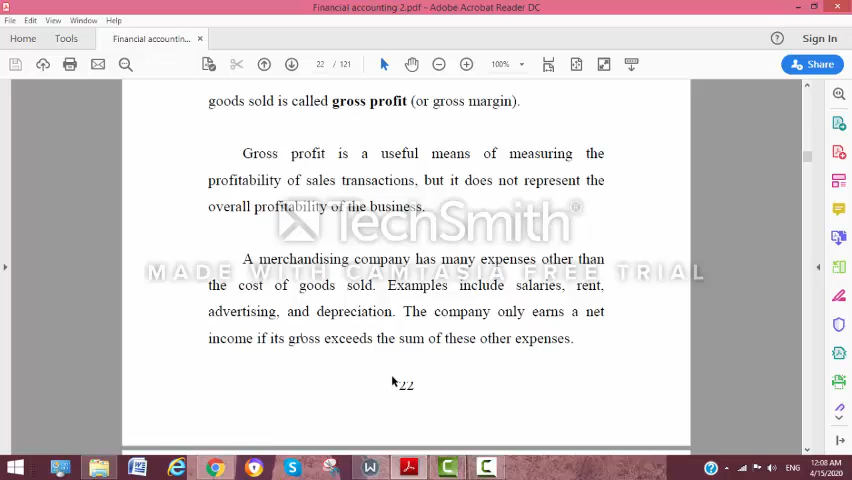 Financial accounting 2.pdf - Adobe Acrobat Reader DC
File Edit View Window Help
Home Tools Financial accountin... × Sign In
22 / 121 100% Share
goods sold is called gross profit (or gross margin).
Gross profit is a useful means of measuring the
profitability of sales transactions, but it does not represent the
overall profitability of the business.
TechSmith®
A merchandising company has many expenses other than
MADE WITH CAMTASIA FREE TRIAL
the cost of goods sold. Examples include salaries, rent,
advertising, and depreciation. The company only earns a net
income if its gross exceeds the sum of these other expenses.
22
ENG
12:08 AM
4/15/2020